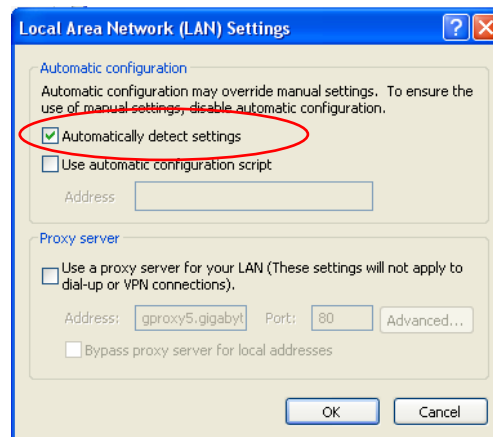 Local Area Network (LAN) Settings
Automatic configuration
Automatic configuration may override manual settings. To ensure the
use of manual settings, disable automatic configuration.
Automatically detect settings
Use automatic configuration script
Address
Proxy server
Use a proxy server for your LAN (These settings will not apply to
dial-up or VPN connections).
Address: gproxy5.gigabyt Port: 80 Advanced...
Bypass proxy server for local addresses
OK Cancel